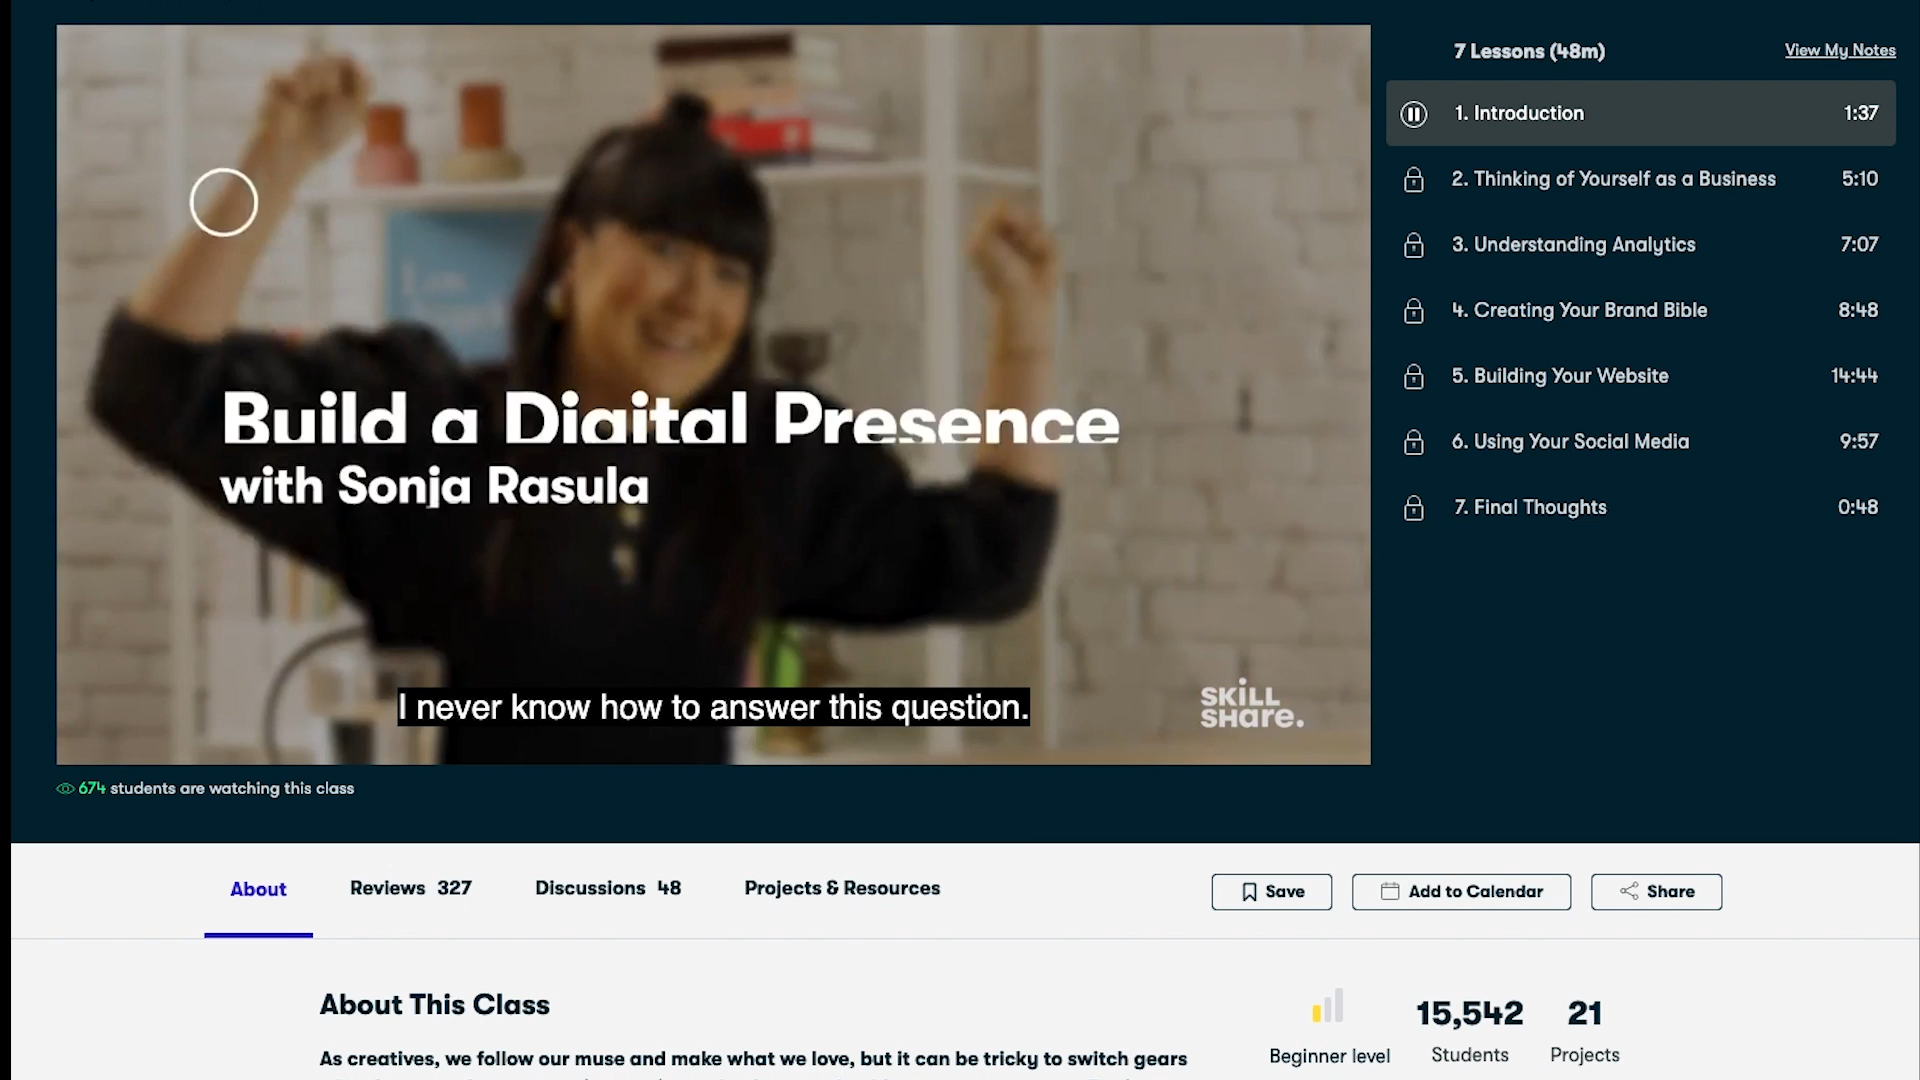 Build a Digital Presence
with Sonja Rasula
I never know how to answer this question.
SKILL
SHare.
674 students are watching this class
7 Lessons (48m)
View My Notes
1. Introduction 1:37
2. Thinking of Yourself as a Business 5:10
3. Understanding Analytics 7:07
4. Creating Your Brand Bible 8:48
5. Building Your Website 14:44
6. Using Your Social Media 9:57
7. Final Thoughts 0:48
About Reviews 327 Discussions 48 Projects & Resources
Save Add to Calendar Share
About This Class
As creatives, we follow our muse and make what we love, but it can be tricky to switch gears
Beginner level
15,542
Students
21
Projects